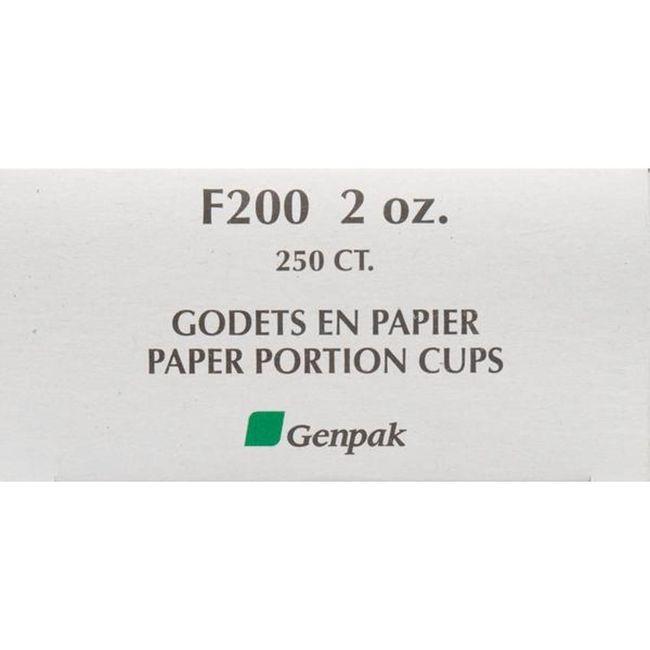 F200 2 oz.
250 CT.
GODETS EN PAPIER
PAPER PORTION CUPS
Genpak